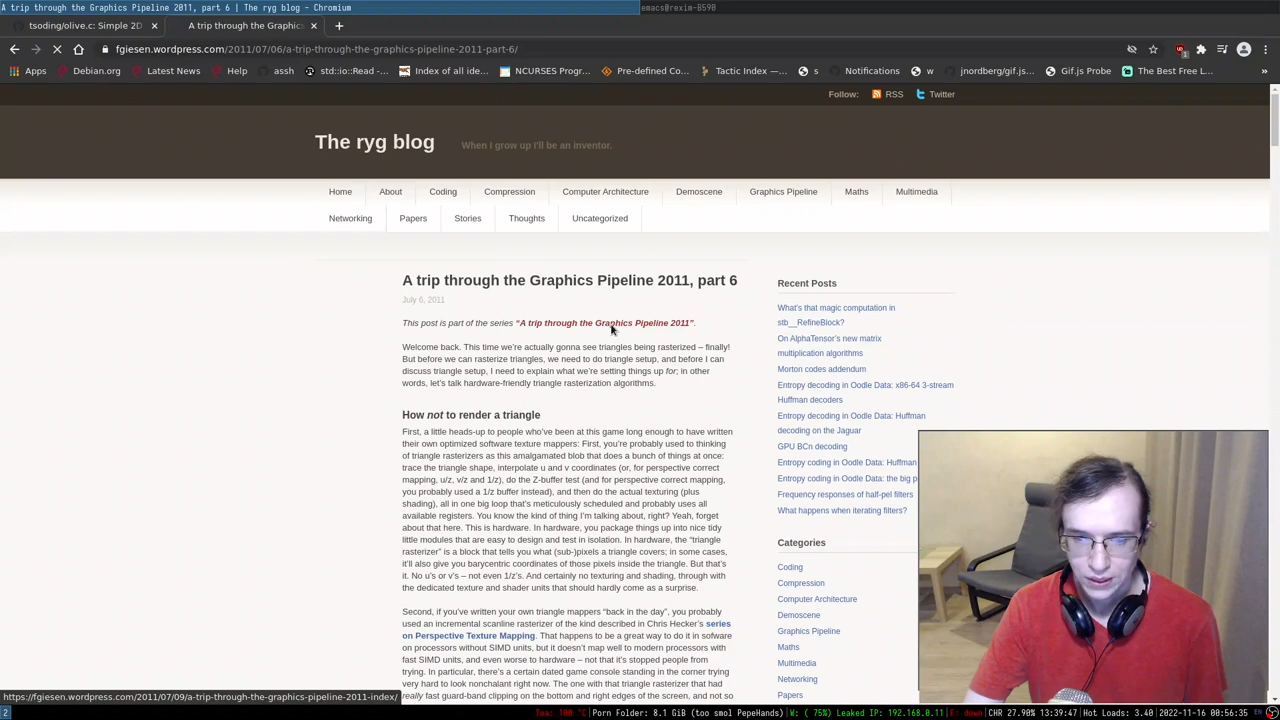 A trip through the Graphics Pipeline 2011, part 6 | The ryg blog - Chromium
emacs@rexim-B590
tsoding/olive.c: Simple 2D
A trip through the Graphics
fgiesen.wordpress.com/2011/07/06/a-trip-through-the-graphics-pipeline-2011-part-6/
Apps Debian.org Latest News Help assh std::io::Read -... Index of all ide... NCURSES Progr... Pre-defined Co... Tactic Index —... s Notifications w jnordberg/gif.js... Gif.js Probe The Best Free L... »
Follow: RSS Twitter
The ryg blog When I grow up I'll be an inventor.
Home About Coding Compression Computer Architecture Demoscene Graphics Pipeline Maths Multimedia
Networking Papers Stories Thoughts Uncategorized
A trip through the Graphics Pipeline 2011, part 6
July 6, 2011
This post is part of the series “A trip through the Graphics Pipeline 2011”.
Welcome back. This time we’re actually gonna see triangles being rasterized – finally!
But before we can rasterize triangles, we need to do triangle setup, and before I can
discuss triangle setup, I need to explain what we’re setting things up for; in other
words, let’s talk hardware-friendly triangle rasterization algorithms.
How not to render a triangle
First, a little heads-up to people who’ve been at this game long enough to have written
their own optimized software texture mappers: First, you’re probably used to thinking
of triangle rasterizers as this amalgamated blob that does a bunch of things at once:
trace the triangle shape, interpolate u and v coordinates (or, for perspective correct
mapping, u/z, v/z and 1/z), do the Z-buffer test (and for perspective correct mapping,
you probably used a 1/z buffer instead), and then do the actual texturing (plus
shading), all in one big loop that’s meticulously scheduled and probably uses all
available registers. You know the kind of thing I’m talking about, right? Yeah, forget
about that here. This is hardware. In hardware, you package things up into nice tidy
little modules that are easy to design and test in isolation. In hardware, the “triangle
rasterizer” is a block that tells you what (sub-)pixels a triangle covers; in some cases,
it’ll also give you barycentric coordinates of those pixels inside the triangle. But that’s
it. No u’s or v’s – not even 1/z’s. And certainly no texturing and shading, through with
the dedicated texture and shader units that should hardly come as a surprise.
Second, if you’ve written your own triangle mappers “back in the day”, you probably
used an incremental scanline rasterizer of the kind described in Chris Hecker’s series
on Perspective Texture Mapping. That happens to be a great way to do it in sofware
on processors without SIMD units, but it doesn’t map well to modern processors with
fast SIMD units, and even worse to hardware – not that it’s stopped people from
trying. In particular, there’s a certain dated game console standing in the corner trying
very hard to look nonchalant right now. The one with that triangle rasterizer that had
really fast guard-band clipping on the bottom and right edges of the screen, and not so
Recent Posts
What’s that magic computation in
stb__RefineBlock?
On AlphaTensor’s new matrix
multiplication algorithms
Morton codes addendum
Entropy decoding in Oodle Data: x86-64 3-stream
Huffman decoders
Entropy decoding in Oodle Data: Huffman
decoding on the Jaguar
GPU BCn decoding
Entropy coding in Oodle Data: Huffman
Entropy coding in Oodle Data: the big p
Frequency responses of half-pel filters
What happens when iterating filters?
Categories
Coding
Compression
Computer Architecture
Demoscene
Graphics Pipeline
Maths
Multimedia
Networking
Papers
https://fgiesen.wordpress.com/2011/07/09/a-trip-through-the-graphics-pipeline-2011-index/
2 Tea: 100 °C | Porn Folder: 8.1 GiB (too smol PepeHands) | W: ( 75%) Leaked IP: 192.168.0.11 | E: down | CHR 27.90% 13:39:47 | Hot Loads: 3.40 | 2022-11-16 00:56:35 EN